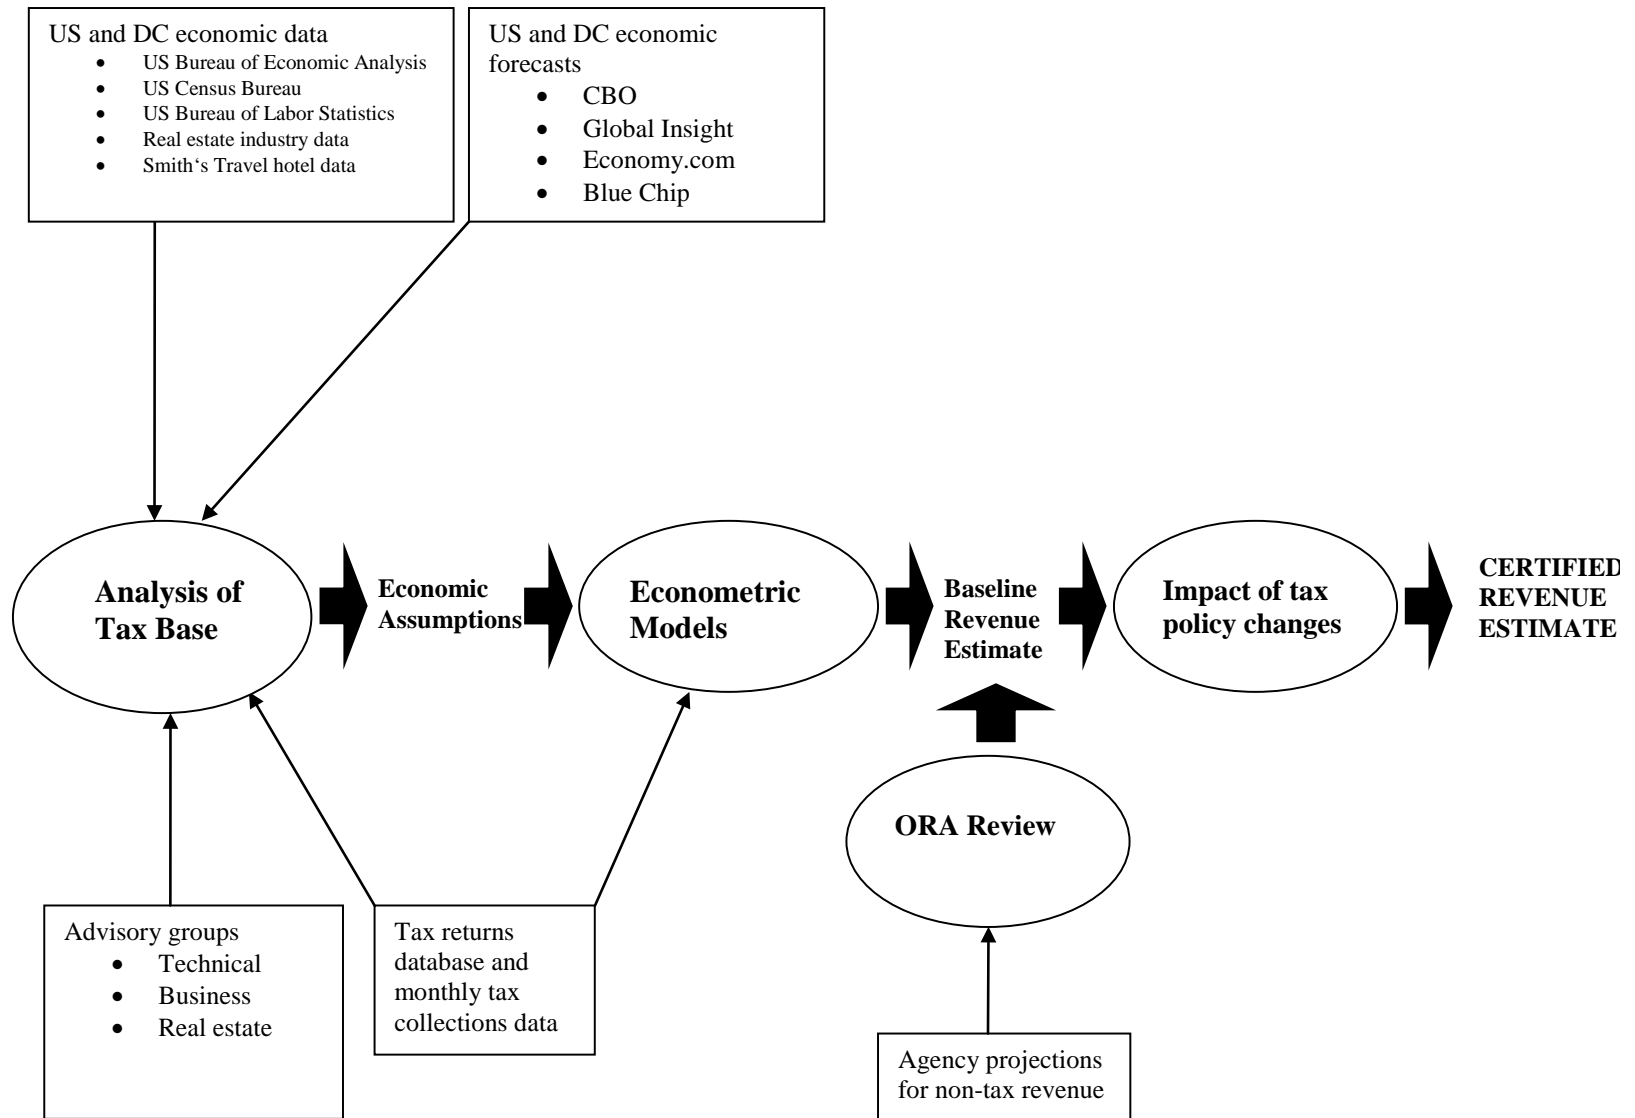 US and DC economic data
• US Bureau of Economic Analysis
• US Census Bureau
• US Bureau of Labor Statistics
• Real estate industry data
• Smith‘s Travel hotel data
US and DC economic
forecasts
• CBO
• Global Insight
• Economy.com
• Blue Chip
Analysis of
Tax Base
Economic
Assumptions
Econometric
Models
Baseline
Revenue
Estimate
Impact of tax
policy changes
CERTIFIED
REVENUE
ESTIMATE
ORA Review
Advisory groups
• Technical
• Business
• Real estate
Tax returns
database and
monthly tax
collections data
Agency projections
for non-tax revenue